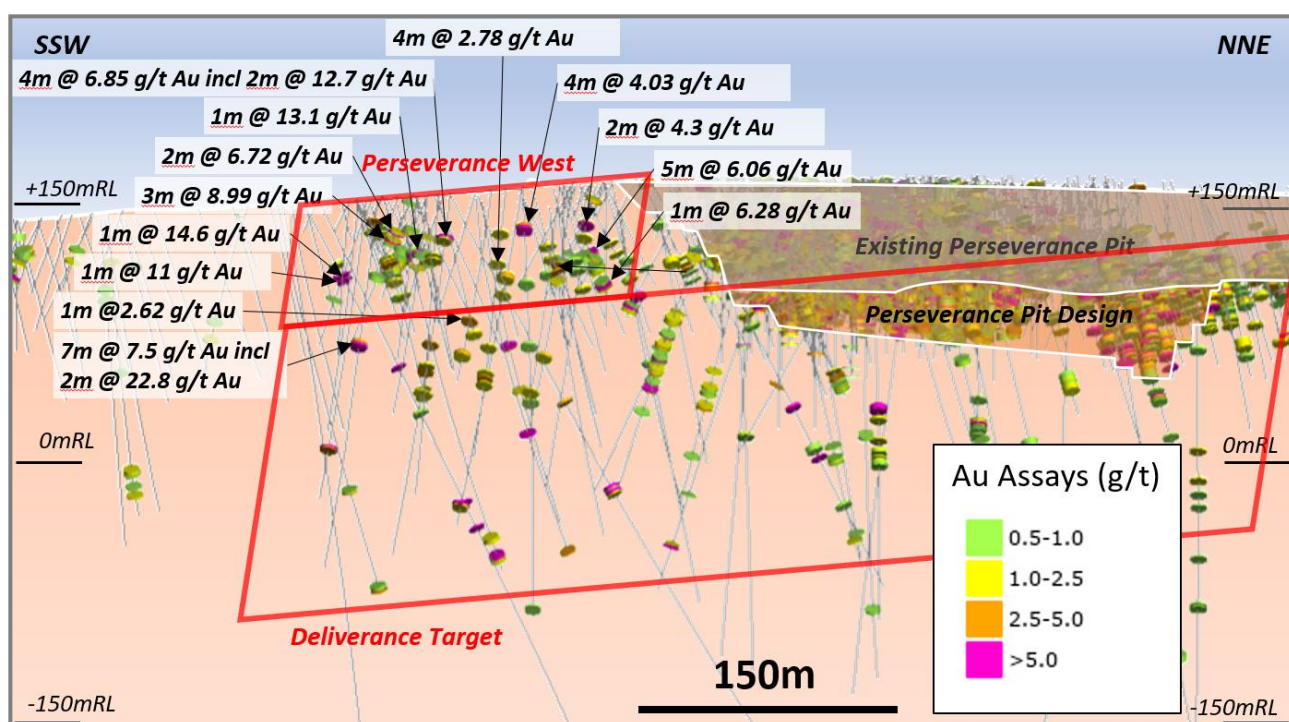 SSW
NNE
4m @ 2.78 g/t Au
4m @ 6.85 g/t Au incl 2m @ 12.7 g/t Au
4m @ 4.03 g/t Au
1m @ 13.1 g/t Au
2m @ 4.3 g/t Au
2m @ 6.72 g/t Au
Perseverance West
5m @ 6.06 g/t Au
+150mRL
3m @ 8.99 g/t Au
+150mRL
1m @ 6.28 g/t Au
1m @ 14.6 g/t Au
Existing Perseverance Pit
1m @ 11 g/t Au
1m @2.62 g/t Au
Perseverance Pit Design
7m @ 7.5 g/t Au incl
2m @ 22.8 g/t Au
0mRL
0mRL
Au Assays (g/t)
0.5-1.0
1.0-2.5
2.5-5.0
>5.0
Deliverance Target
150m
-150mRL
-150mRL